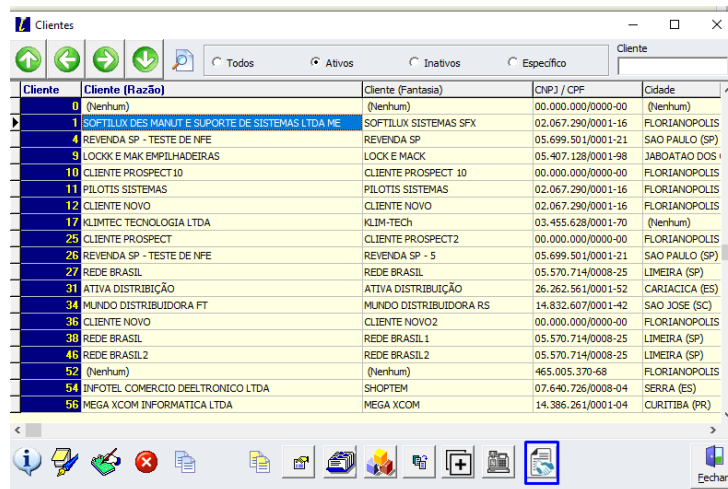 Clientes
Todos Ativos Inativos Específico Cliente
Cliente Cliente (Razão) Cliente (Fantasia) CNPJ / CPF Cidade
0 (Nenhum) (Nenhum) 00.000.000/0000-00 (Nenhum)
1 SOFTILUX DES MANUT E SUPORTE DE SISTEMAS LTDA ME SOFTILUX SISTEMAS SFX 02.067.290/0001-16 FLORIANOPOLIS
4 REVENDA SP - TESTE DE NFE REVENDA SP 05.699.501/0001-21 SAO PAULO (SP)
9 LOCKK E MAK EMPILHADEIRAS LOCK E MACK 05.407.128/0001-98 JABOATAO DOS
10 CLIENTE PROSPECT10 CLIENTE PROSPECT 10 00.000.000/0000-00 FLORIANOPOLIS
11 PILOTIS SISTEMAS PILOTIS SISTEMAS 02.067.290/0001-16 FLORIANOPOLIS
12 CLIENTE NOVO CLIENTE NOVO 02.067.290/0001-16 FLORIANOPOLIS
17 KLIMTEC TECNOLOGIA LTDA KLIM-TECh 03.455.628/0001-70 (Nenhum)
25 CLIENTE PROSPECT CLIENTE PROSPECT2 00.000.000/0000-00 FLORIANOPOLIS
26 REVENDA SP - TESTE DE NFE REVENDA SP - 5 05.699.501/0001-21 SAO PAULO (SP)
27 REDE BRASIL REDE BRASIL 05.570.714/0008-25 LIMEIRA (SP)
31 ATIVA DISTRIBIÇÃO ATIVA DISTRIBUIÇÃO 26.262.561/0001-52 CARIACICA (ES)
34 MUNDO DISTRIBUIDORA FT MUNDO DISTRIBUIDORA RS 14.832.607/0001-42 SAO JOSE (SC)
36 CLIENTE NOVO CLIENTE NOVO2 00.000.000/0000-00 FLORIANOPOLIS
38 REDE BRASIL REDE BRASIL1 05.570.714/0008-25 LIMEIRA (SP)
46 REDE BRASIL2 REDE BRASIL2 05.570.714/0008-25 LIMEIRA (SP)
52 (Nenhum) 465.005.370-68 FLORIANOPOLIS
54 INFOTEL COMERCIO DEELTRONICO LTDA SHOPTEM 07.640.726/0008-04 SERRA (ES)
56 MEGA XCOM INFORMATICA LTDA MEGA XCOM 14.386.261/0001-04 CURITIBA (PR)
Fechar